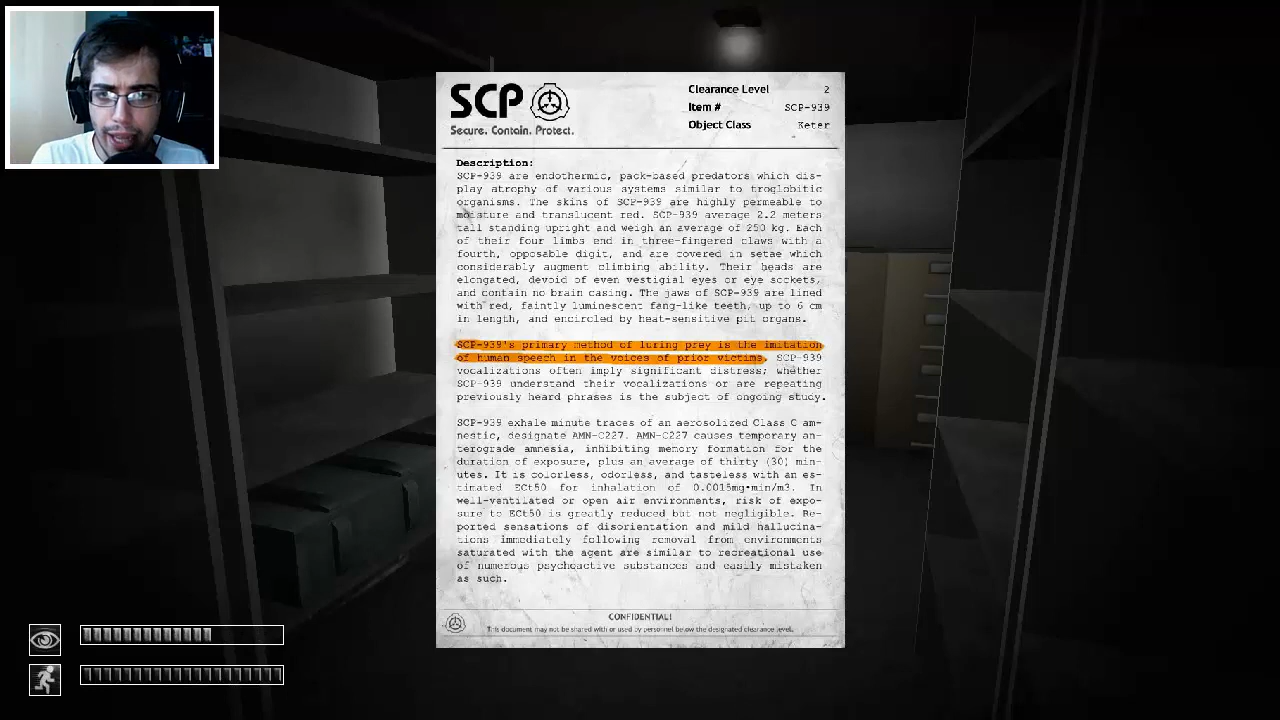 SCP
Secure. Contain. Protect.
Clearance Level 2
Item # SCP-939
Object Class Keter
Description:
SCP-939 are endothermic, pack-based predators which dis-
play atrophy of various systems similar to troglobitic
organisms. The skins of SCP-939 are highly permeable to
moisture and translucent red. SCP-939 average 2.2 meters
tall standing upright and weigh an average of 250 kg. Each
of their four limbs end in three-fingered claws with a
fourth, opposable digit, and are covered in setae which
considerably augment climbing ability. Their heads are
elongated, devoid of even vestigial eyes or eye sockets,
and contain no brain casing. The jaws of SCP-939 are lined
with red, faintly luminescent fang-like teeth, up to 6 cm
in length, and encircled by heat-sensitive pit organs.
SCP-939's primary method of luring prey is the imitation
of human speech in the voices of prior victims. SCP-939
vocalizations often imply significant distress; whether
SCP-939 understand their vocalizations or are repeating
previously heard phrases is the subject of ongoing study.
SCP-939 exhale minute traces of an aerosolized Class C am-
nestic, designate AMN-C227. AMN-C227 causes temporary an-
terograde amnesia, inhibiting memory formation for the
duration of exposure, plus an average of thirty (30) min-
utes. It is colorless, odorless, and tasteless with an es-
timated ECt50 for inhalation of 0.0015mg•min/m3. In
well-ventilated or open air environments, risk of expo-
sure to ECt50 is greatly reduced but not negligible. Re-
ported sensations of disorientation and mild hallucina-
tions immediately following removal from environments
saturated with the agent are similar to recreational use
of numerous psychoactive substances and easily mistaken
as such.
CONFIDENTIAL!
This document may not be shared with or used by personnel below the designated clearance level.